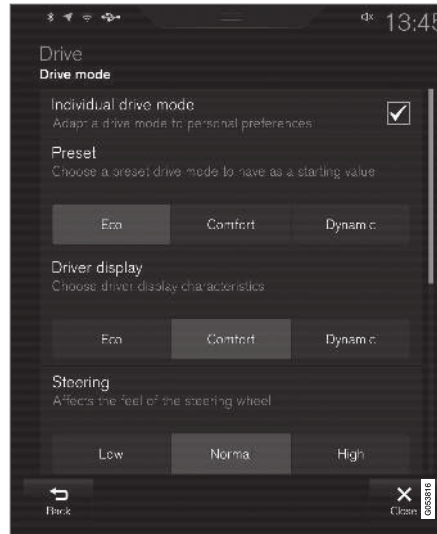 13:45
Drive
Drive mode
Individual drive mode
Adapt a drive mode to personal preferences
Preset
Choose a preset drive mode to have as a starting value
Eco Comfort Dynamic
Driver display
Choose driver display characteristics
Eco Comfort Dynamic
Steering
Affects the feel of the steering wheel
Low Normal High
Back Close
G053816